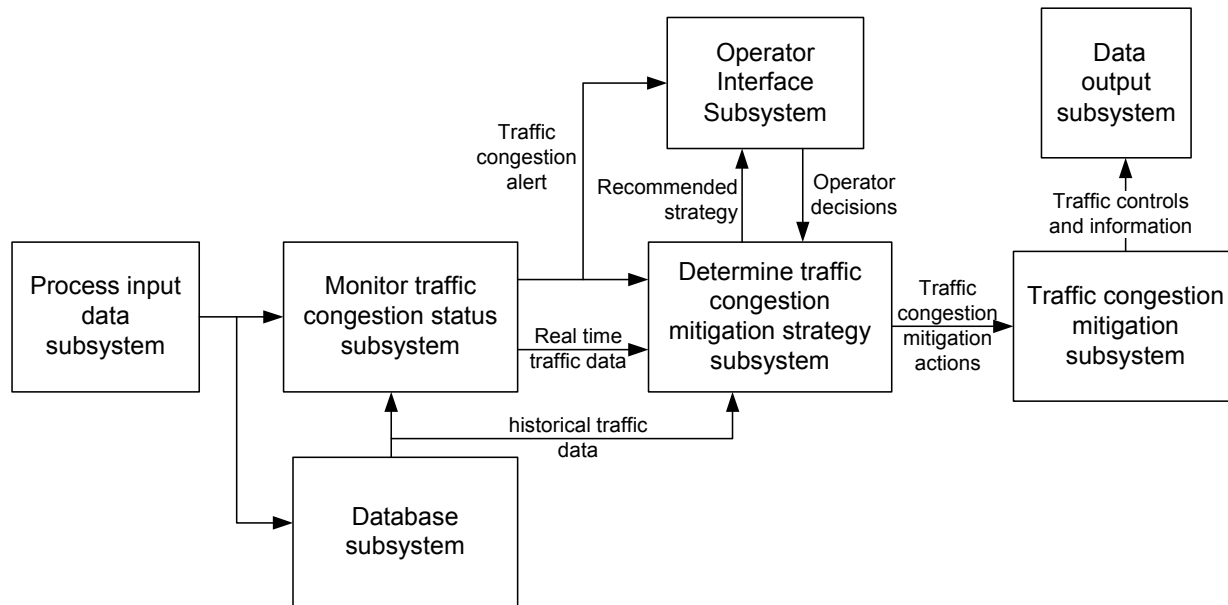 Operator
Interface
Subsystem
Data
output
subsystem
Traffic
congestion
alert
Recommended
strategy
Operator
decisions
Traffic controls
and information
Process input
data
subsystem
Monitor traffic
congestion status
subsystem
Real time
traffic data
Determine traffic
congestion
mitigation strategy
subsystem
Traffic
congestion
mitigation
actions
Traffic congestion
mitigation
subsystem
historical traffic
data
Database
subsystem